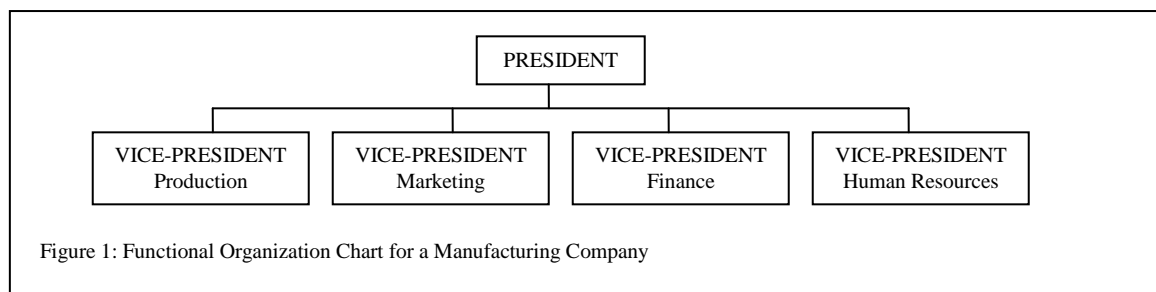 PRESIDENT
VICE-PRESIDENT
Production
VICE-PRESIDENT
Marketing
VICE-PRESIDENT
Finance
VICE-PRESIDENT
Human Resources
Figure 1: Functional Organization Chart for a Manufacturing Company